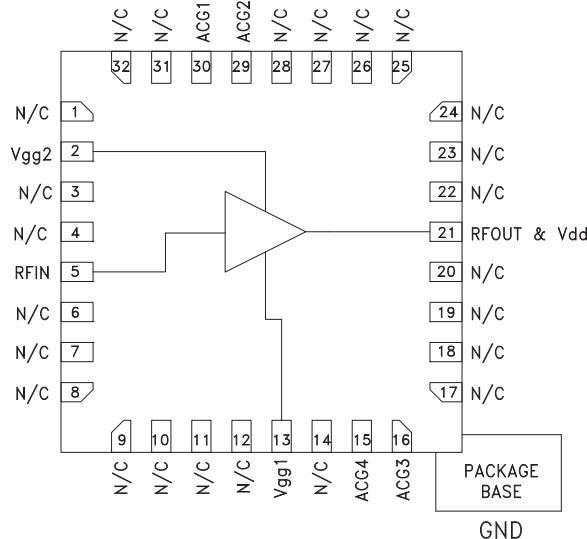 N/C N/C ACG1 ACG2 N/C N/C N/C N/C
32 31 30 29 28 27 26 25
N/C 1
Vgg2 2
N/C 3
N/C 4
RFIN 5
N/C 6
N/C 7
N/C 8
24 N/C
23 N/C
22 N/C
21 RFOUT & Vdd
20 N/C
19 N/C
18 N/C
17 N/C
9 10 11 12 13 14 15 16
N/C N/C N/C N/C Vgg1 N/C ACG4 ACG3
PACKAGE
BASE
GND